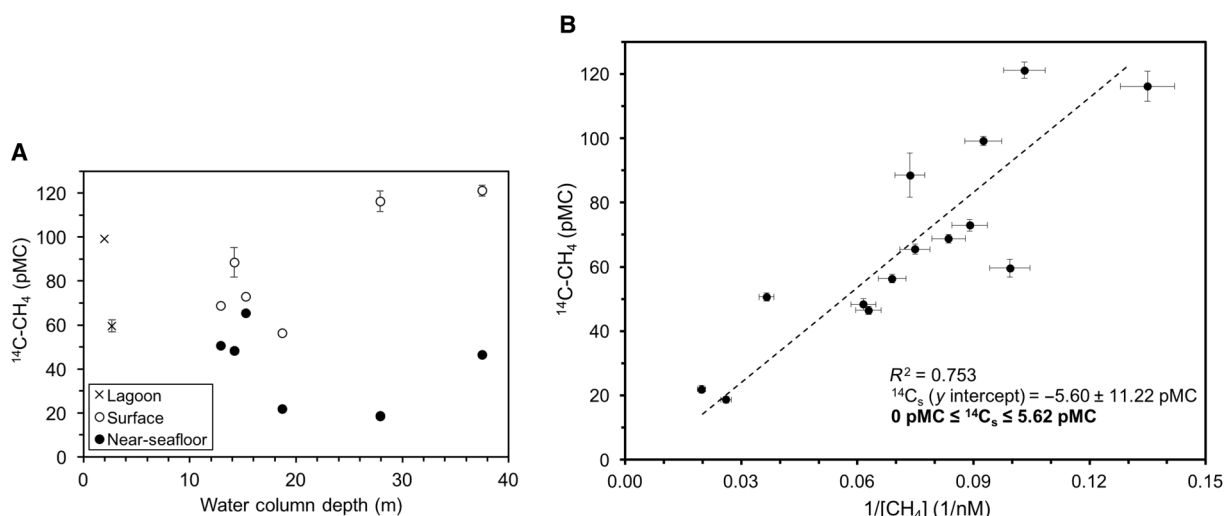 A
120
100
80
60
40
20
0
¹⁴C-CH₄ (pMC)
× Lagoon
○ Surface
● Near-seafloor
0 10 20 30 40
Water column depth (m)
B
140
120
100
80
60
40
20
0
¹⁴C-CH₄ (pMC)
R² = 0.753
¹⁴Cₛ (y intercept) = −5.60 ± 11.22 pMC
0 pMC ≤ ¹⁴Cₛ ≤ 5.62 pMC
0.00 0.03 0.06 0.09 0.12 0.15
1/[CH₄] (1/nM)